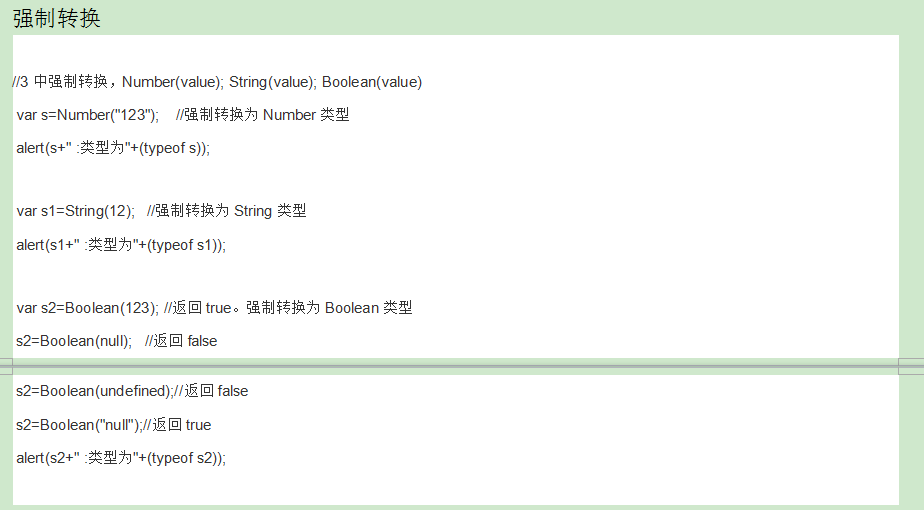 强制转换
//3 中强制转换，Number(value); String(value); Boolean(value)
var s=Number("123");    //强制转换为 Number 类型
alert(s+" :类型为"+(typeof s));
var s1=String(12);   //强制转换为 String 类型
alert(s1+" :类型为"+(typeof s1));
var s2=Boolean(123); //返回 true。强制转换为 Boolean 类型
s2=Boolean(null);   //返回 false
s2=Boolean(undefined);//返回 false
s2=Boolean("null");//返回 true
alert(s2+" :类型为"+(typeof s2));